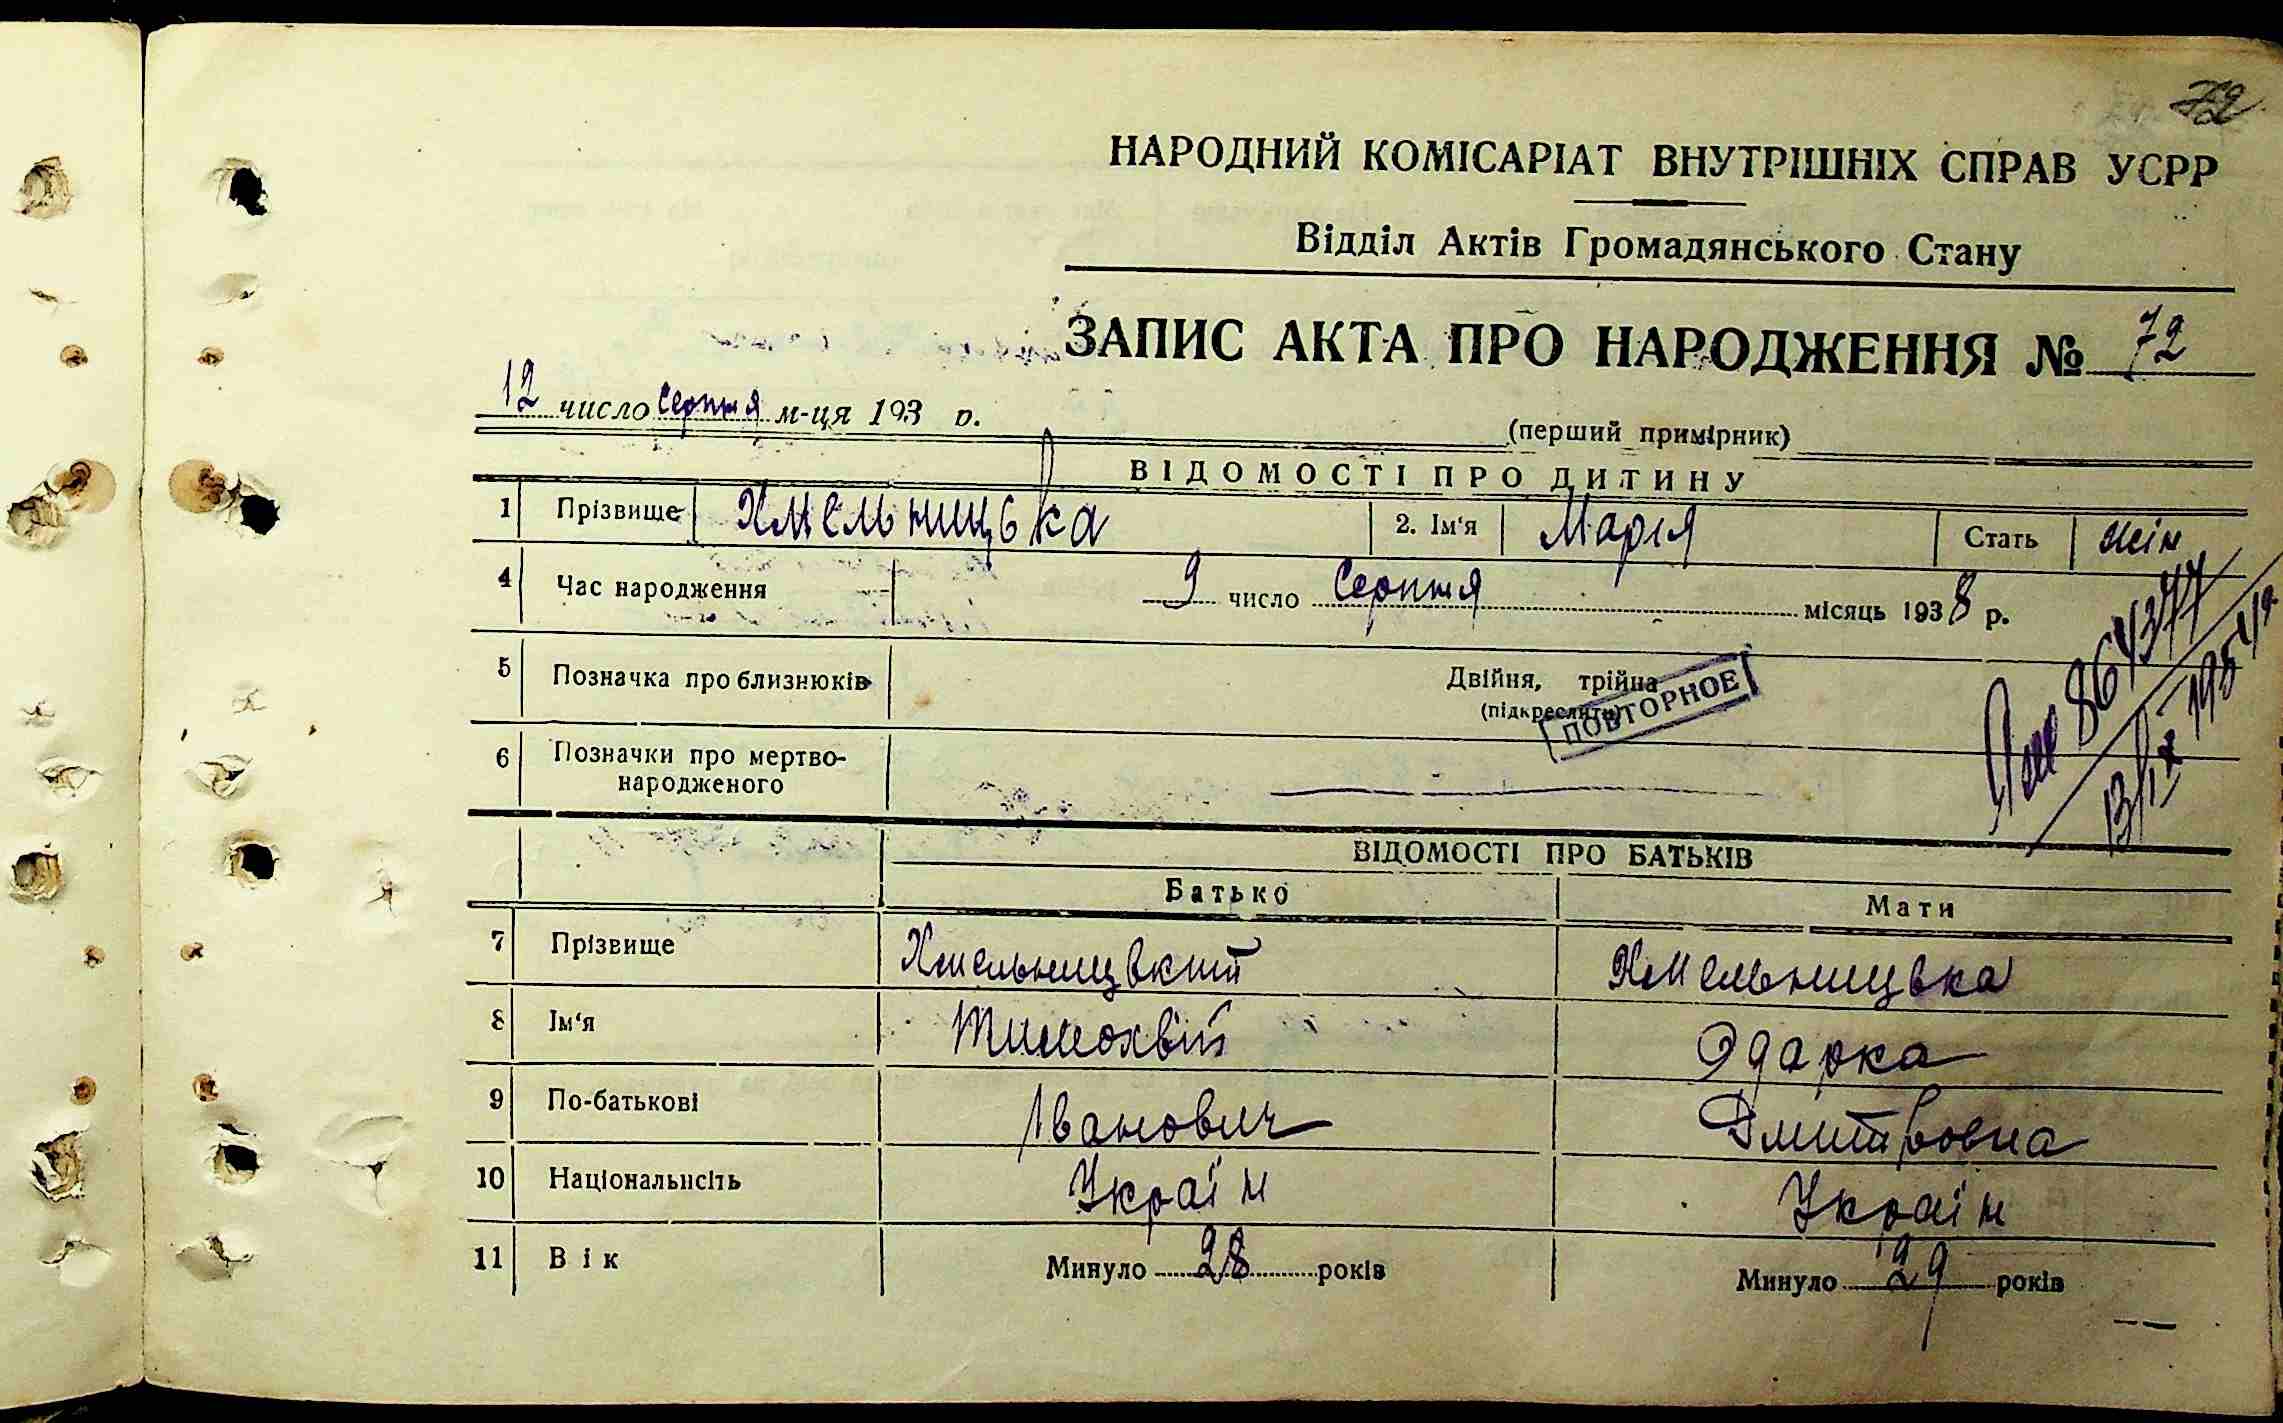 72
НАРОДНИЙ КОМІСАРІАТ ВНУТРІШНІХ СПРАВ УСРР
Відділ Актів Громадянського Стану
ЗАПИС АКТА ПРО НАРОДЖЕННЯ № 72
12 число серпня м-ця 193 р.
(перший примірник)
ВІДОМОСТІ ПРО ДИТИНУ
1 Прізвище Хмельницька 2. Ім'я Марія Стать жін
4 Час народження 9 число Серпня місяць 1938 р.
5 Позначка про близнюків Двійня, трійня
(підкреслити)
ПОВТОРНОЕ
6 Позначки про мертво-
народженого
ВІДОМОСТІ ПРО БАТЬКІВ
Батько Мати
7 Прізвище Хмельницький Хмельницька
8 Ім'я Тимохвій Одарка
9 По-батькові Іванович Дмитровна
10 Національність Україн Україн
11 Вік Минуло 28 років Минуло 29 років